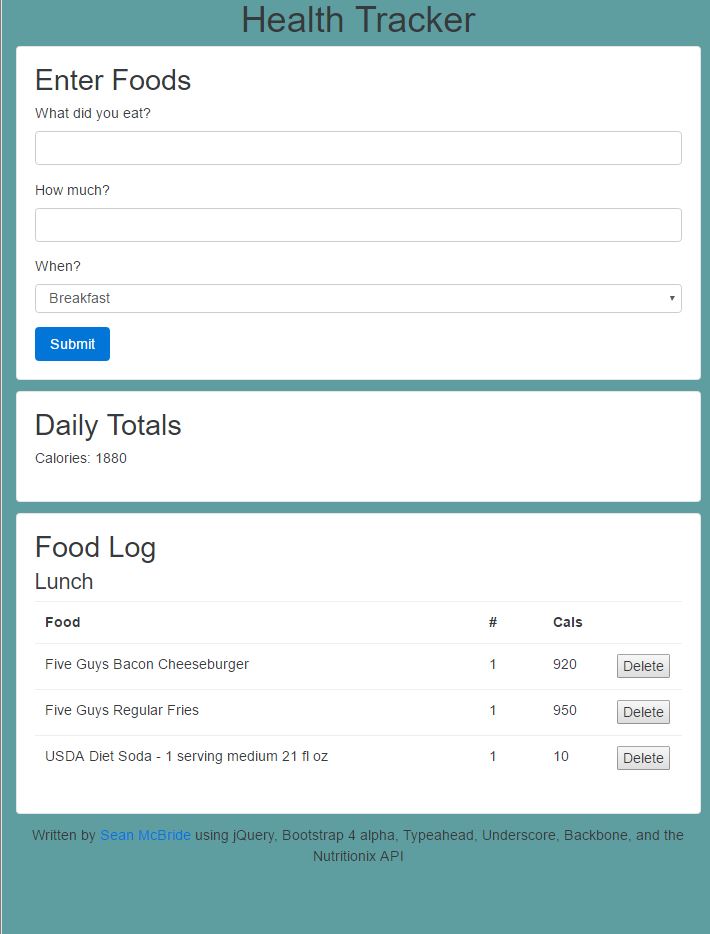 Health Tracker
Enter Foods
What did you eat?
How much?
When?
Breakfast
Submit
Daily Totals
Calories: 1880
Food Log
Lunch
Food # Cals
Five Guys Bacon Cheeseburger 1 920 Delete
Five Guys Regular Fries 1 950 Delete
USDA Diet Soda - 1 serving medium 21 fl oz 1 10 Delete
Written by Sean McBride using jQuery, Bootstrap 4 alpha, Typeahead, Underscore, Backbone, and the
Nutritionix API